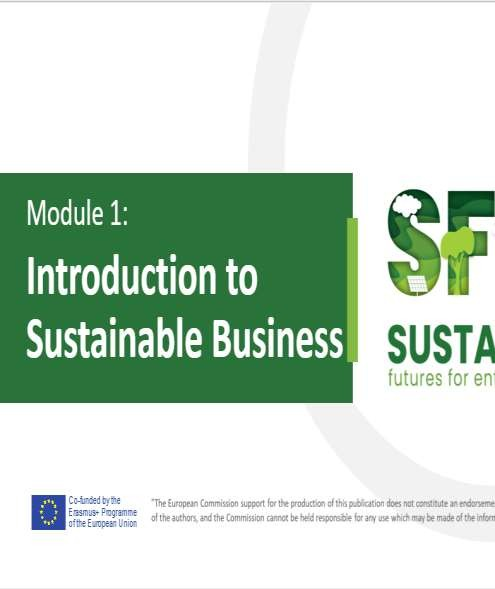 Module 1:
Introduction to
Sustainable Business
SF
SUSTA
futures for ent
Co-funded by the
Erasmus+ Programme
of the European Union
"The European Commission support for the production of this publication does not constitute an endorseme
of the authors, and the Commission cannot be held responsible for any use which may be made of the inform